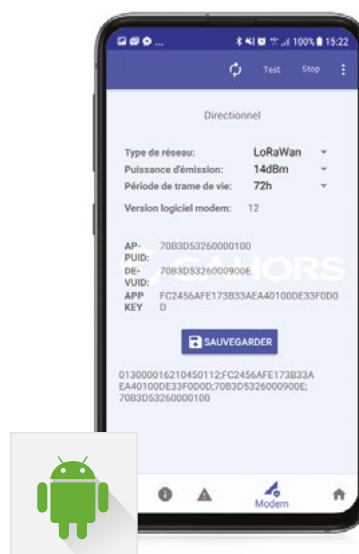 100% 15:22
Test Stop
Directionnel
Type de réseau: LoRaWan
Puissance d'émission: 14dBm
Période de trame de vie: 72h
Version logiciel modem: 12
AP- 70B3D53260000100
PUID:
DE- 70B3D5326000900E
VUID:
CAHORS
APP FC2456AFE173B33AEA40100DE33F0D0
KEY D
SAUVEGARDER
013000016210450112;FC2456AFE173B33A
EA40100DE33F0D0D;70B3D5326000900E;
70B3D53260000100
Modem